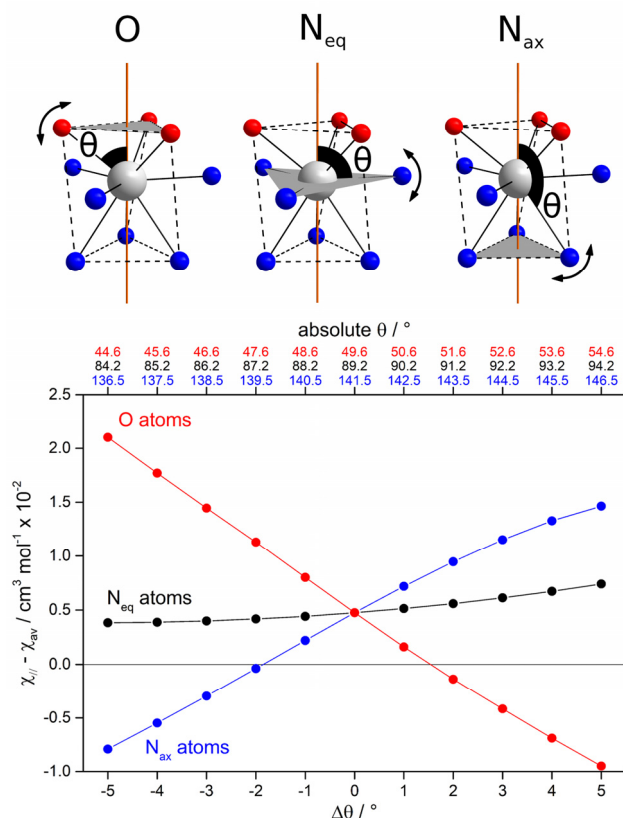 O N_eq N_ax
θ θ θ
absolute θ / °
44.6 45.6 46.6 47.6 48.6 49.6 50.6 51.6 52.6 53.6 54.6
84.2 85.2 86.2 87.2 88.2 89.2 90.2 91.2 92.2 93.2 94.2
136.5 137.5 138.5 139.5 140.5 141.5 142.5 143.5 144.5 145.5 146.5
2.5
O atoms
2.0
1.5
1.0
N_eq atoms
0.5
0.0
-0.5
N_ax atoms
-1.0
χ_// - χ_av / cm³ mol⁻¹ x 10⁻²
-5 -4 -3 -2 -1 0 1 2 3 4 5
Δθ / °